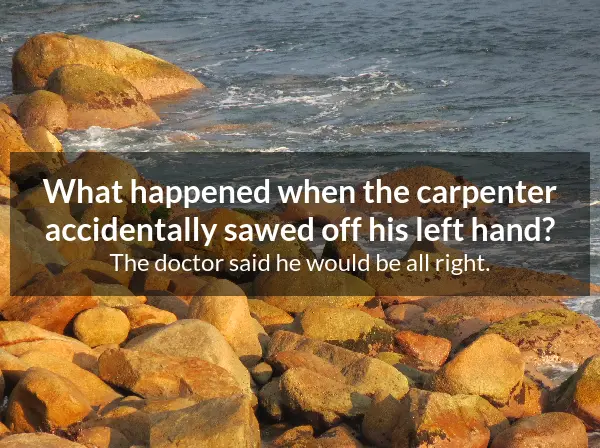 What happened when the carpenter
accidentally sawed off his left hand?
The doctor said he would be all right.